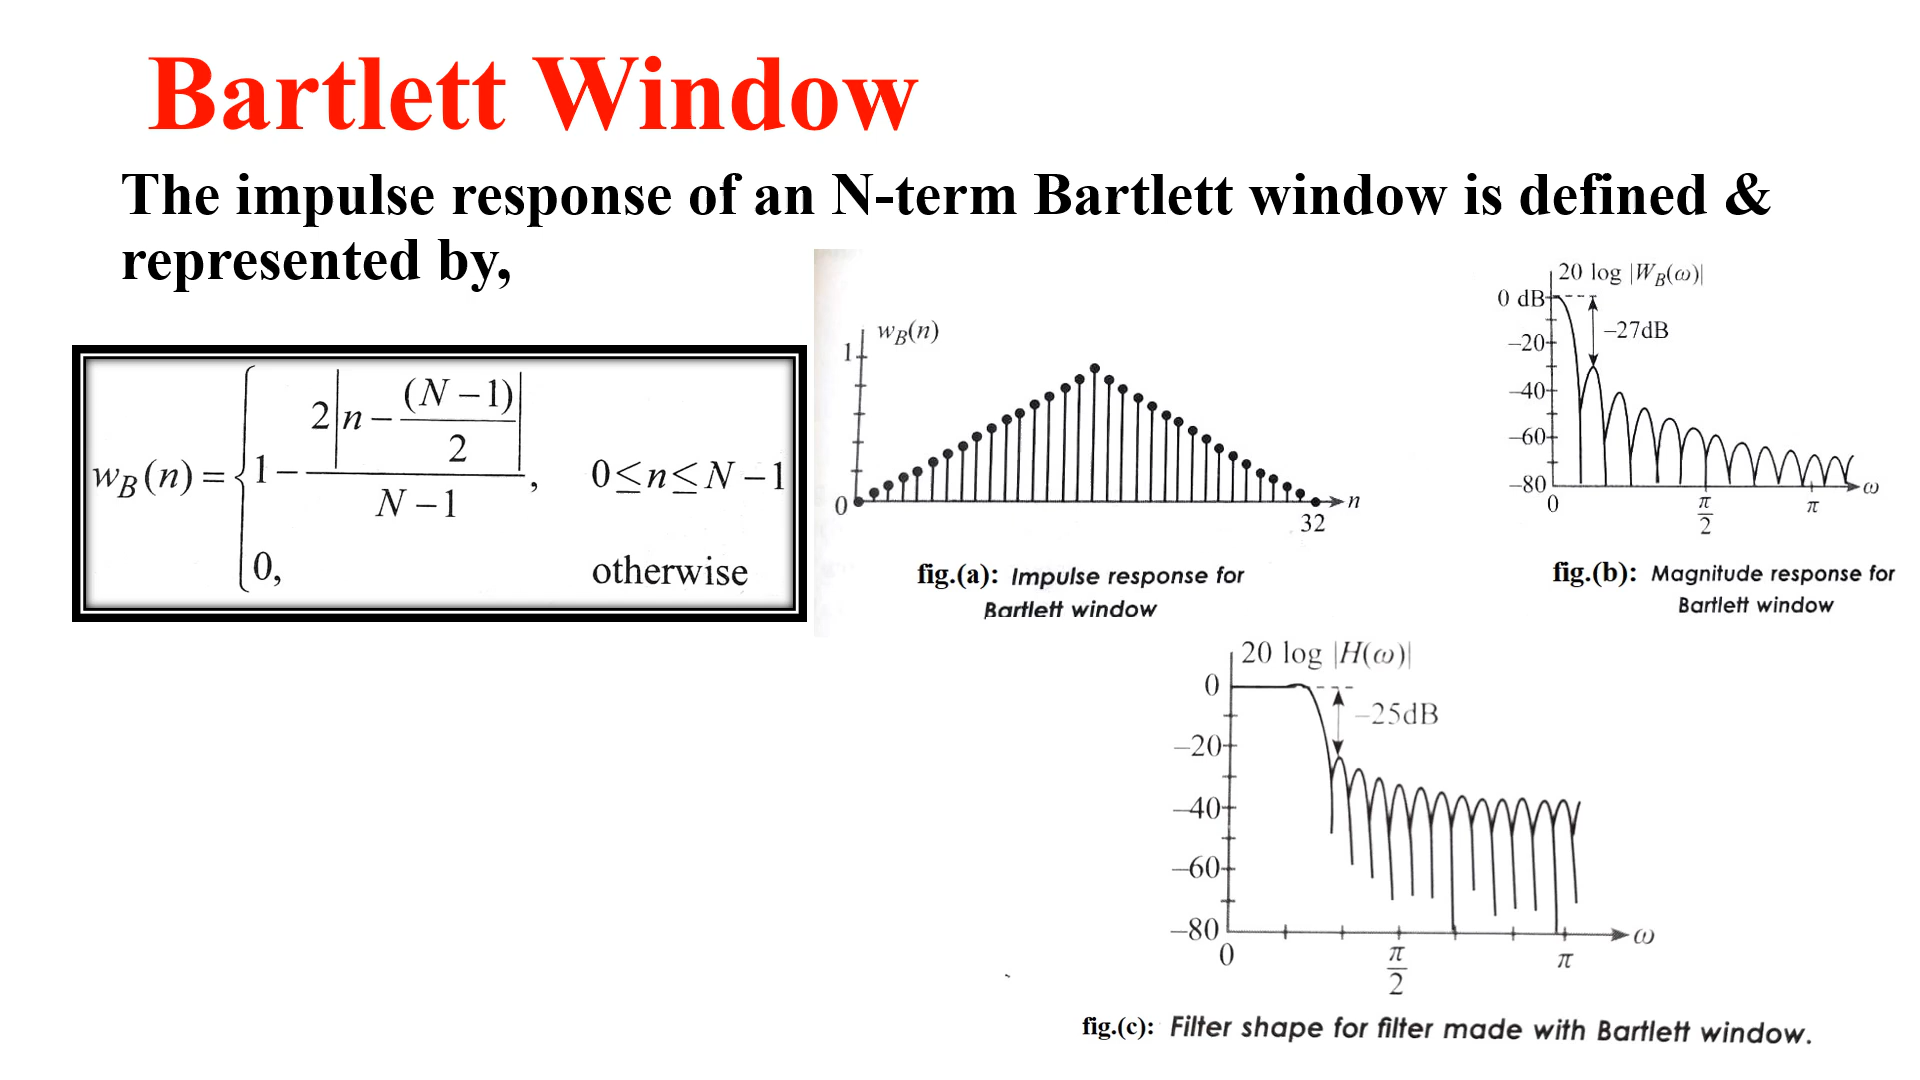 Bartlett Window
The impulse response of an N-term Bartlett window is defined &
represented by,
w_B(n) = { 1 − 2|n − (N − 1)/2| / (N − 1), 0 ≤ n ≤ N − 1
0, otherwise
w_B(n)
1
0
n
32
fig.(a): Impulse response for
Bartlett window
20 log |W_B(ω)|
0 dB
−27dB
−20
−40
−60
−80
0
π/2
π
ω
fig.(b): Magnitude response for
Bartlett window
20 log |H(ω)|
0
−25dB
−20
−40
−60
−80
0
π/2
π
ω
fig.(c): Filter shape for filter made with Bartlett window.